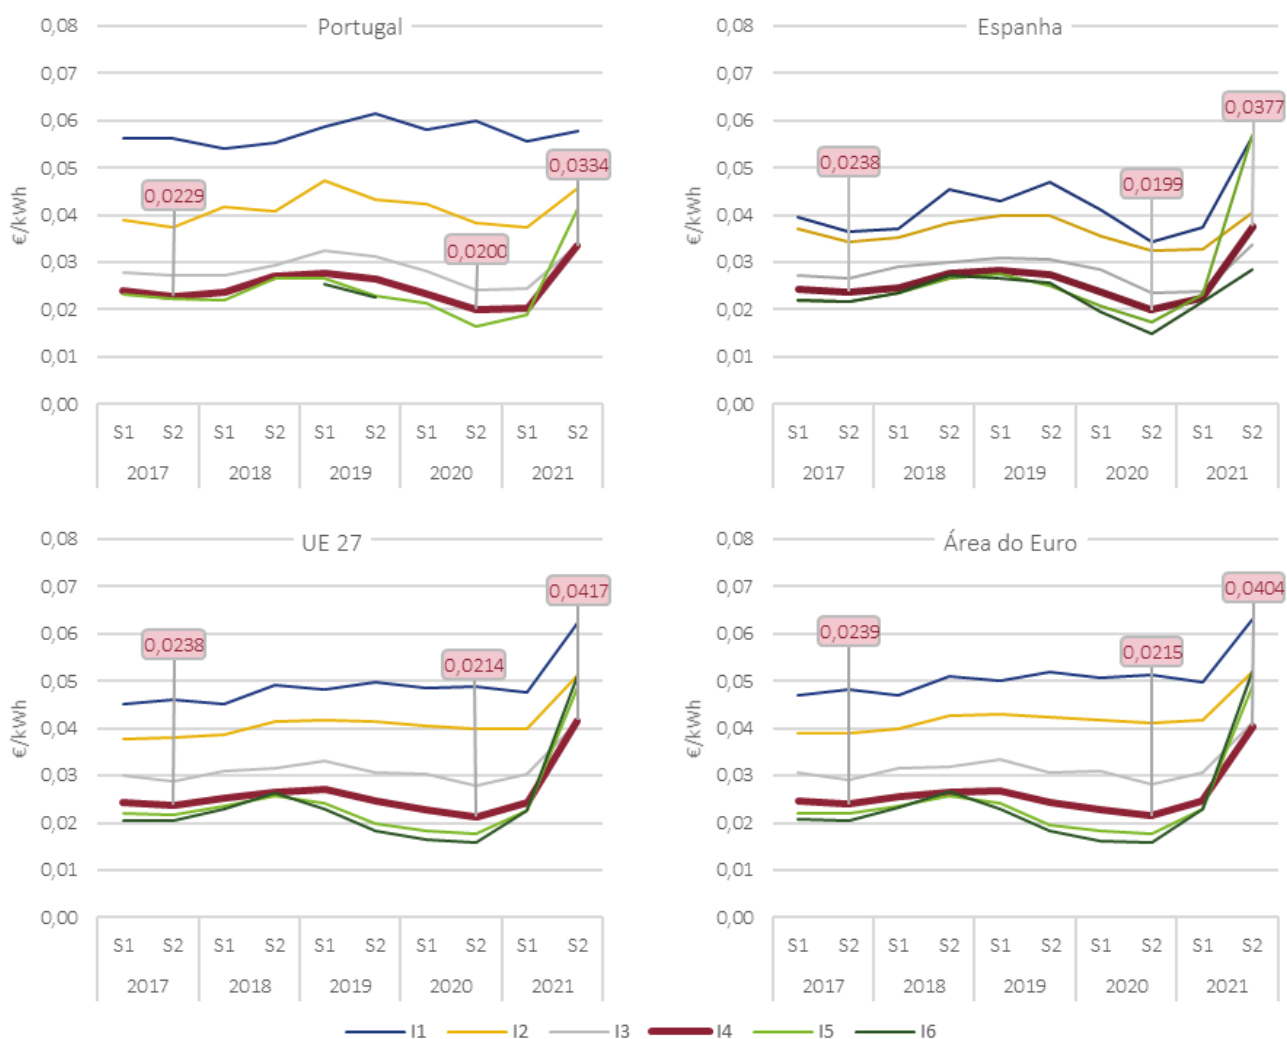 Portugal
0,08
0,07
0,06
0,05
0,04
0,03
0,02
0,01
0,00
€/kWh
0,0229
0,0200
0,0334
S1 S2 S1 S2 S1 S2 S1 S2 S1 S2
2017 2018 2019 2020 2021
Espanha
0,08
0,07
0,06
0,05
0,04
0,03
0,02
0,01
0,00
€/kWh
0,0238
0,0199
0,0377
S1 S2 S1 S2 S1 S2 S1 S2 S1 S2
2017 2018 2019 2020 2021
UE 27
0,08
0,07
0,06
0,05
0,04
0,03
0,02
0,01
0,00
€/kWh
0,0238
0,0214
0,0417
S1 S2 S1 S2 S1 S2 S1 S2 S1 S2
2017 2018 2019 2020 2021
Área do Euro
0,08
0,07
0,06
0,05
0,04
0,03
0,02
0,01
0,00
€/kWh
0,0239
0,0215
0,0404
S1 S2 S1 S2 S1 S2 S1 S2 S1 S2
2017 2018 2019 2020 2021
I1 I2 I3 I4 I5 I6